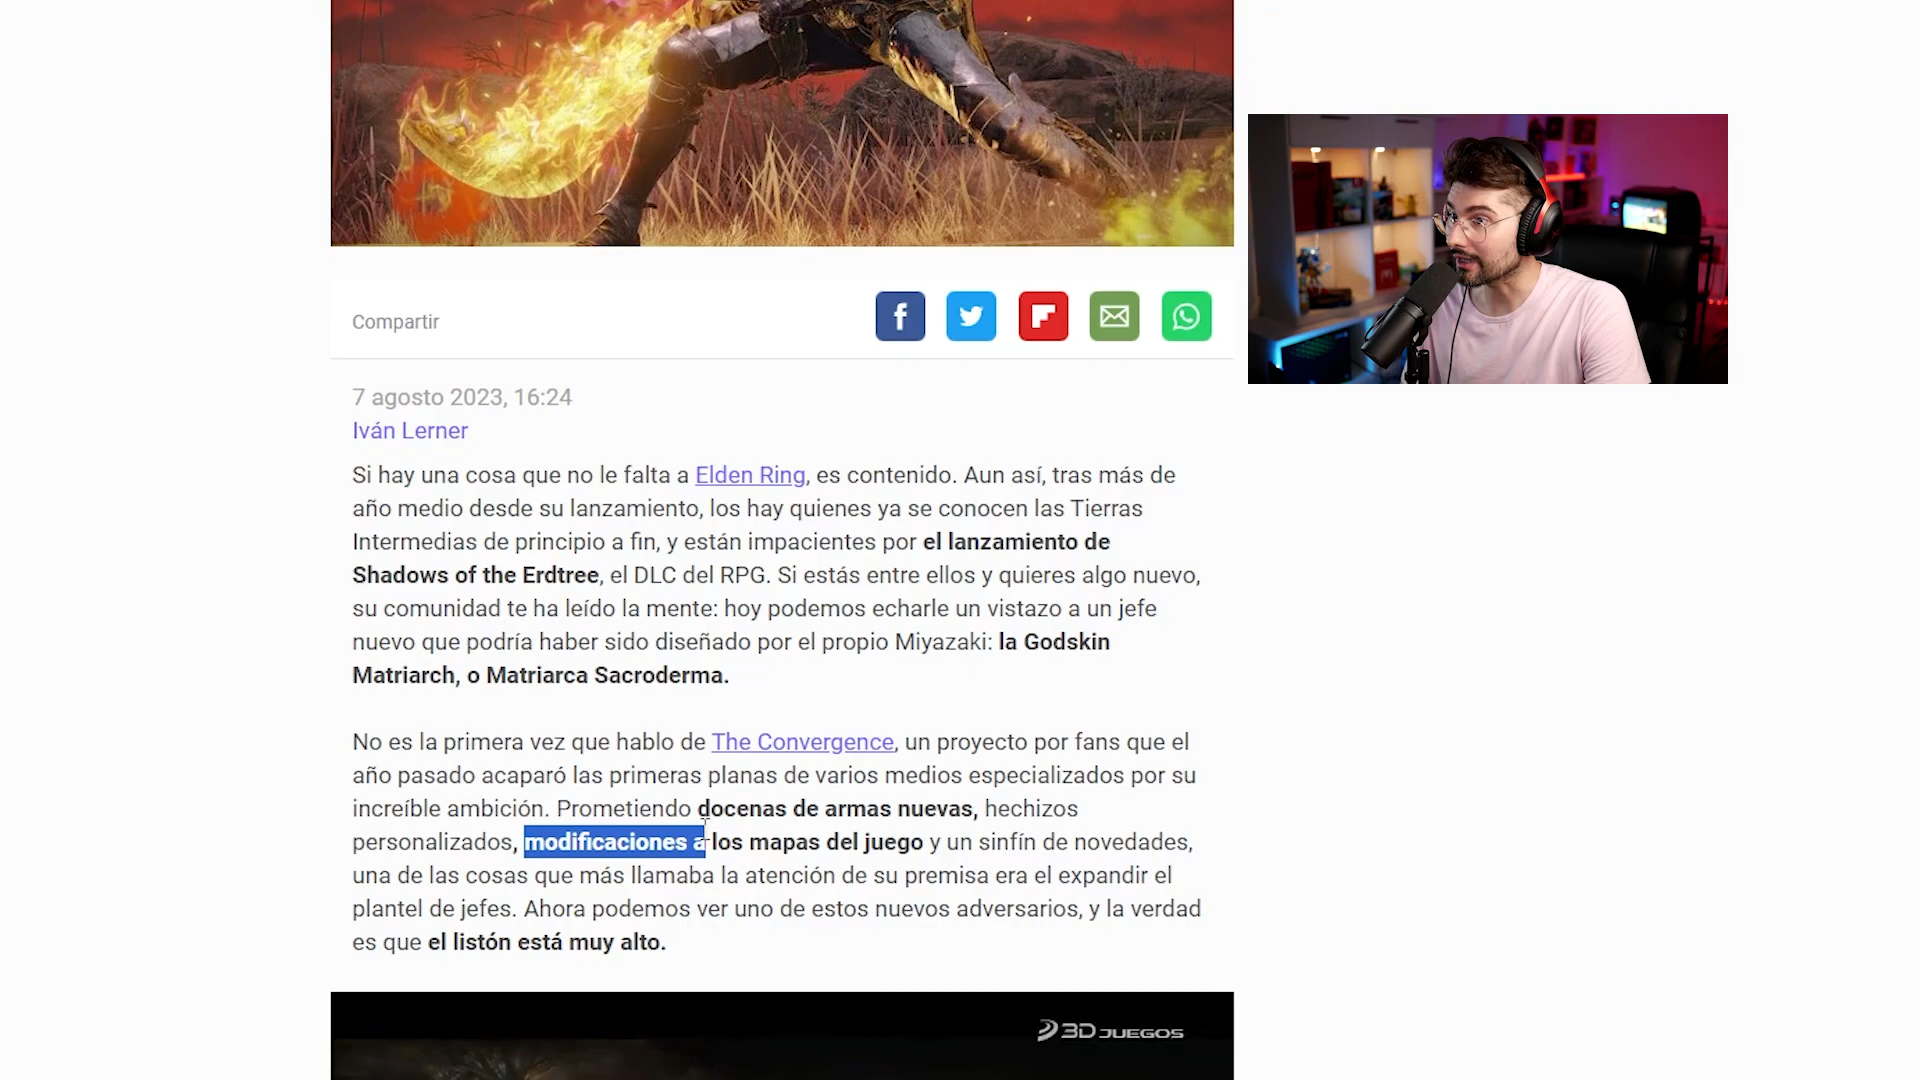 Compartir
7 agosto 2023, 16:24
Iván Lerner
Si hay una cosa que no le falta a Elden Ring, es contenido. Aun así, tras más de
año medio desde su lanzamiento, los hay quienes ya se conocen las Tierras
Intermedias de principio a fin, y están impacientes por el lanzamiento de
Shadows of the Erdtree, el DLC del RPG. Si estás entre ellos y quieres algo nuevo,
su comunidad te ha leído la mente: hoy podemos echarle un vistazo a un jefe
nuevo que podría haber sido diseñado por el propio Miyazaki: la Godskin
Matriarch, o Matriarca Sacroderma.
No es la primera vez que hablo de The Convergence, un proyecto por fans que el
año pasado acaparó las primeras planas de varios medios especializados por su
increíble ambición. Prometiendo docenas de armas nuevas, hechizos
personalizados, modificaciones a los mapas del juego y un sinfín de novedades,
una de las cosas que más llamaba la atención de su premisa era el expandir el
plantel de jefes. Ahora podemos ver uno de estos nuevos adversarios, y la verdad
es que el listón está muy alto.
3D JUEGOS